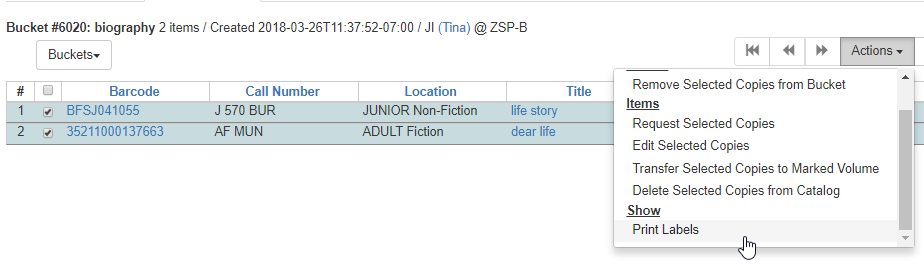 Bucket #6020: biography 2 items / Created 2018-03-26T11:37:52-07:00 / JI (Tina) @ ZSP-B
Buckets
Actions
# Barcode Call Number Location Title
1 BFSJ041055 J 570 BUR JUNIOR Non-Fiction life story
2 35211000137663 AF MUN ADULT Fiction dear life
Remove Selected Copies from Bucket
Items
Request Selected Copies
Edit Selected Copies
Transfer Selected Copies to Marked Volume
Delete Selected Copies from Catalog
Show
Print Labels